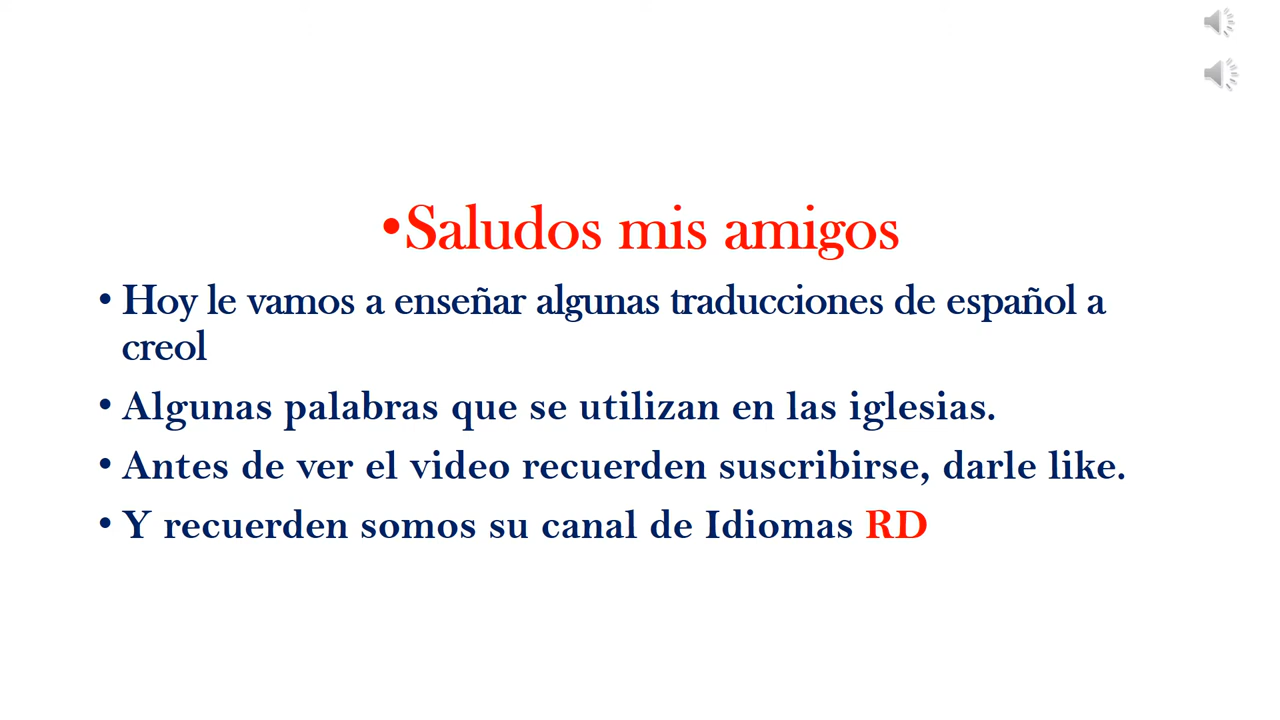 •Saludos mis amigos
• Hoy le vamos a enseñar algunas traducciones de español a
creol
• Algunas palabras que se utilizan en las iglesias.
• Antes de ver el video recuerden suscribirse, darle like.
• Y recuerden somos su canal de Idiomas RD